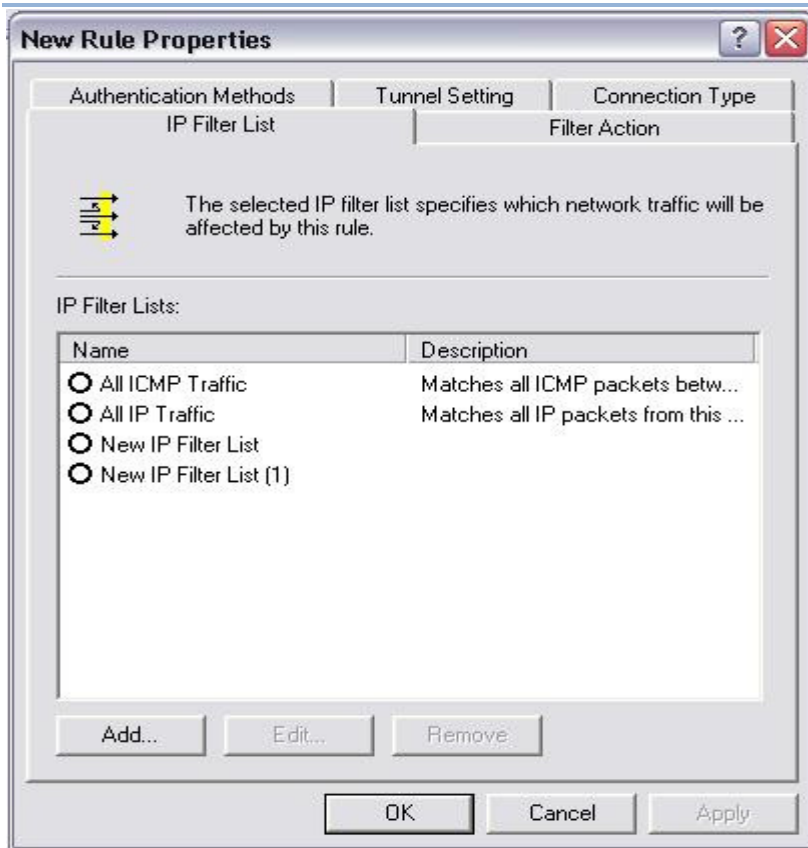 New Rule Properties
Authentication Methods Tunnel Setting Connection Type
IP Filter List Filter Action
The selected IP filter list specifies which network traffic will be
affected by this rule.
IP Filter Lists:
Name Description
All ICMP Traffic Matches all ICMP packets betw...
All IP Traffic Matches all IP packets from this ...
New IP Filter List
New IP Filter List (1)
Add... Edit... Remove
OK Cancel Apply